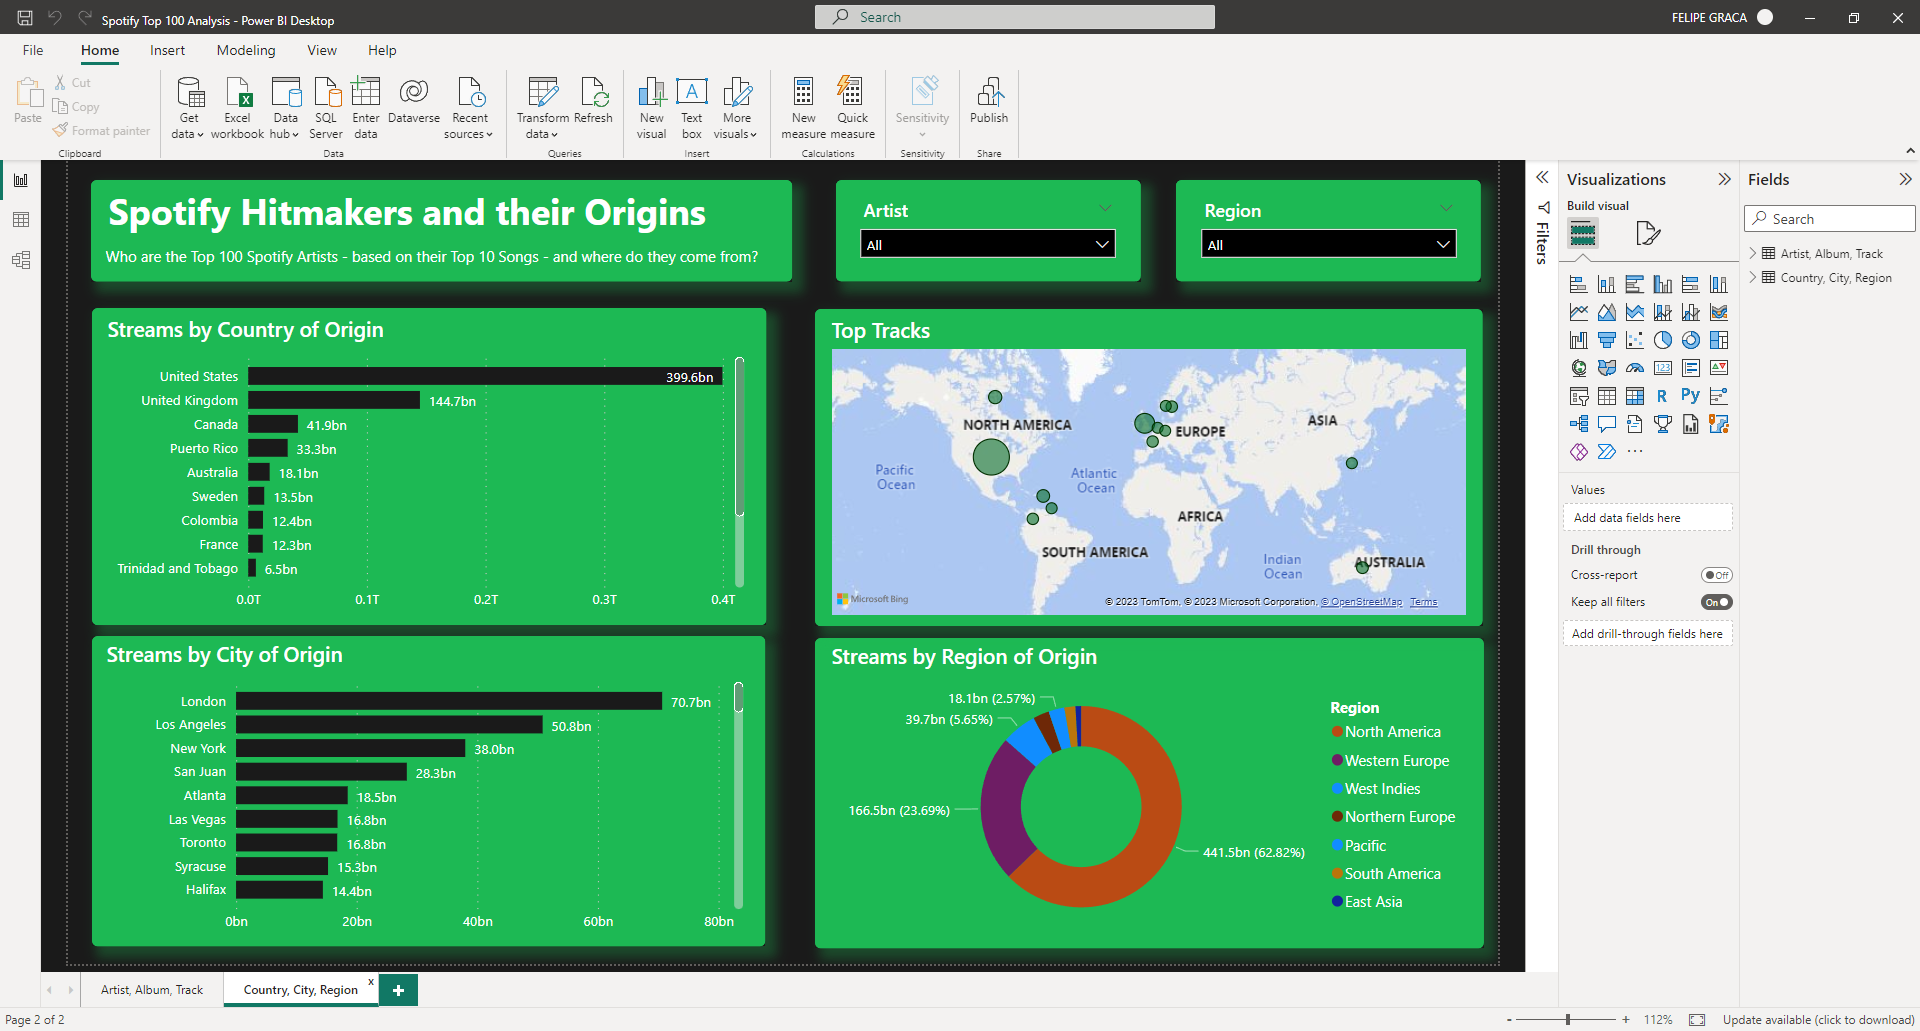 Spotify Top 100 Analysis - Power BI Desktop
Search
FELIPE GRACA
File
Home
Insert
Modeling
View
Help
Paste
Cut
Copy
Format painter
Clipboard
Get data
Excel workbook
Data hub
SQL Server
Enter data
Dataverse
Recent sources
Data
Transform data
Refresh
Queries
New visual
A
Text box
More visuals
Insert
New measure
Quick measure
Calculations
Sensitivity
Sensitivity
Publish
Share
Spotify Hitmakers and their Origins
Who are the Top 100 Spotify Artists - based on their Top 10 Songs - and where do they come from?
Artist
All
Region
All
Streams by Country of Origin
United States 399.6bn
United Kingdom 144.7bn
Canada 41.9bn
Puerto Rico 33.3bn
Australia 18.1bn
Sweden 13.5bn
Colombia 12.4bn
France 12.3bn
Trinidad and Tobago 6.5bn
0.0T 0.1T 0.2T 0.3T 0.4T
Top Tracks
NORTH AMERICA
EUROPE
ASIA
Pacific Ocean
Atlantic Ocean
AFRICA
SOUTH AMERICA
Indian Ocean
AUSTRALIA
Microsoft Bing
© 2023 TomTom, © 2023 Microsoft Corporation, © OpenStreetMap Terms
Streams by City of Origin
London 70.7bn
Los Angeles 50.8bn
New York 38.0bn
San Juan 28.3bn
Atlanta 18.5bn
Las Vegas 16.8bn
Toronto 16.8bn
Syracuse 15.3bn
Halifax 14.4bn
0bn 20bn 40bn 60bn 80bn
Streams by Region of Origin
18.1bn (2.57%)
39.7bn (5.65%)
166.5bn (23.69%)
441.5bn (62.82%)
Region
North America
Western Europe
West Indies
Northern Europe
Pacific
South America
East Asia
Filters
Visualizations
Build visual
123
R
Py
Values
Add data fields here
Drill through
Cross-report
Off
Keep all filters
On
Add drill-through fields here
Fields
Search
Artist, Album, Track
Country, City, Region
Artist, Album, Track
Country, City, Region
x
+
Page 2 of 2
- + 112%
Update available (click to download)